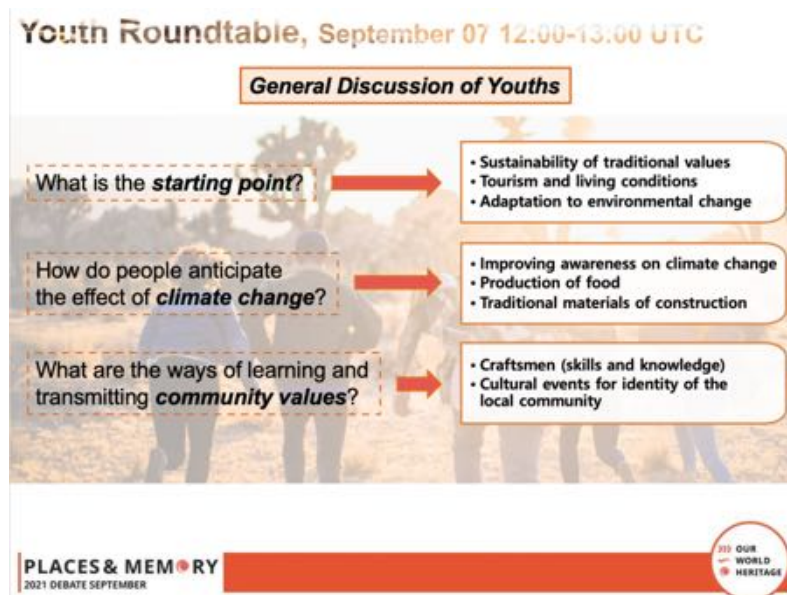 Youth Roundtable, September 07 12:00-13:00 UTC
General Discussion of Youths
What is the starting point?
• Sustainability of traditional values
• Tourism and living conditions
• Adaptation to environmental change
How do people anticipate
the effect of climate change?
• Improving awareness on climate change
• Production of food
• Traditional materials of construction
What are the ways of learning and
transmitting community values?
• Craftsmen (skills and knowledge)
• Cultural events for identity of the
local community
PLACES & MEMORY
2021 DEBATE SEPTEMBER
OUR
WORLD
HERITAGE